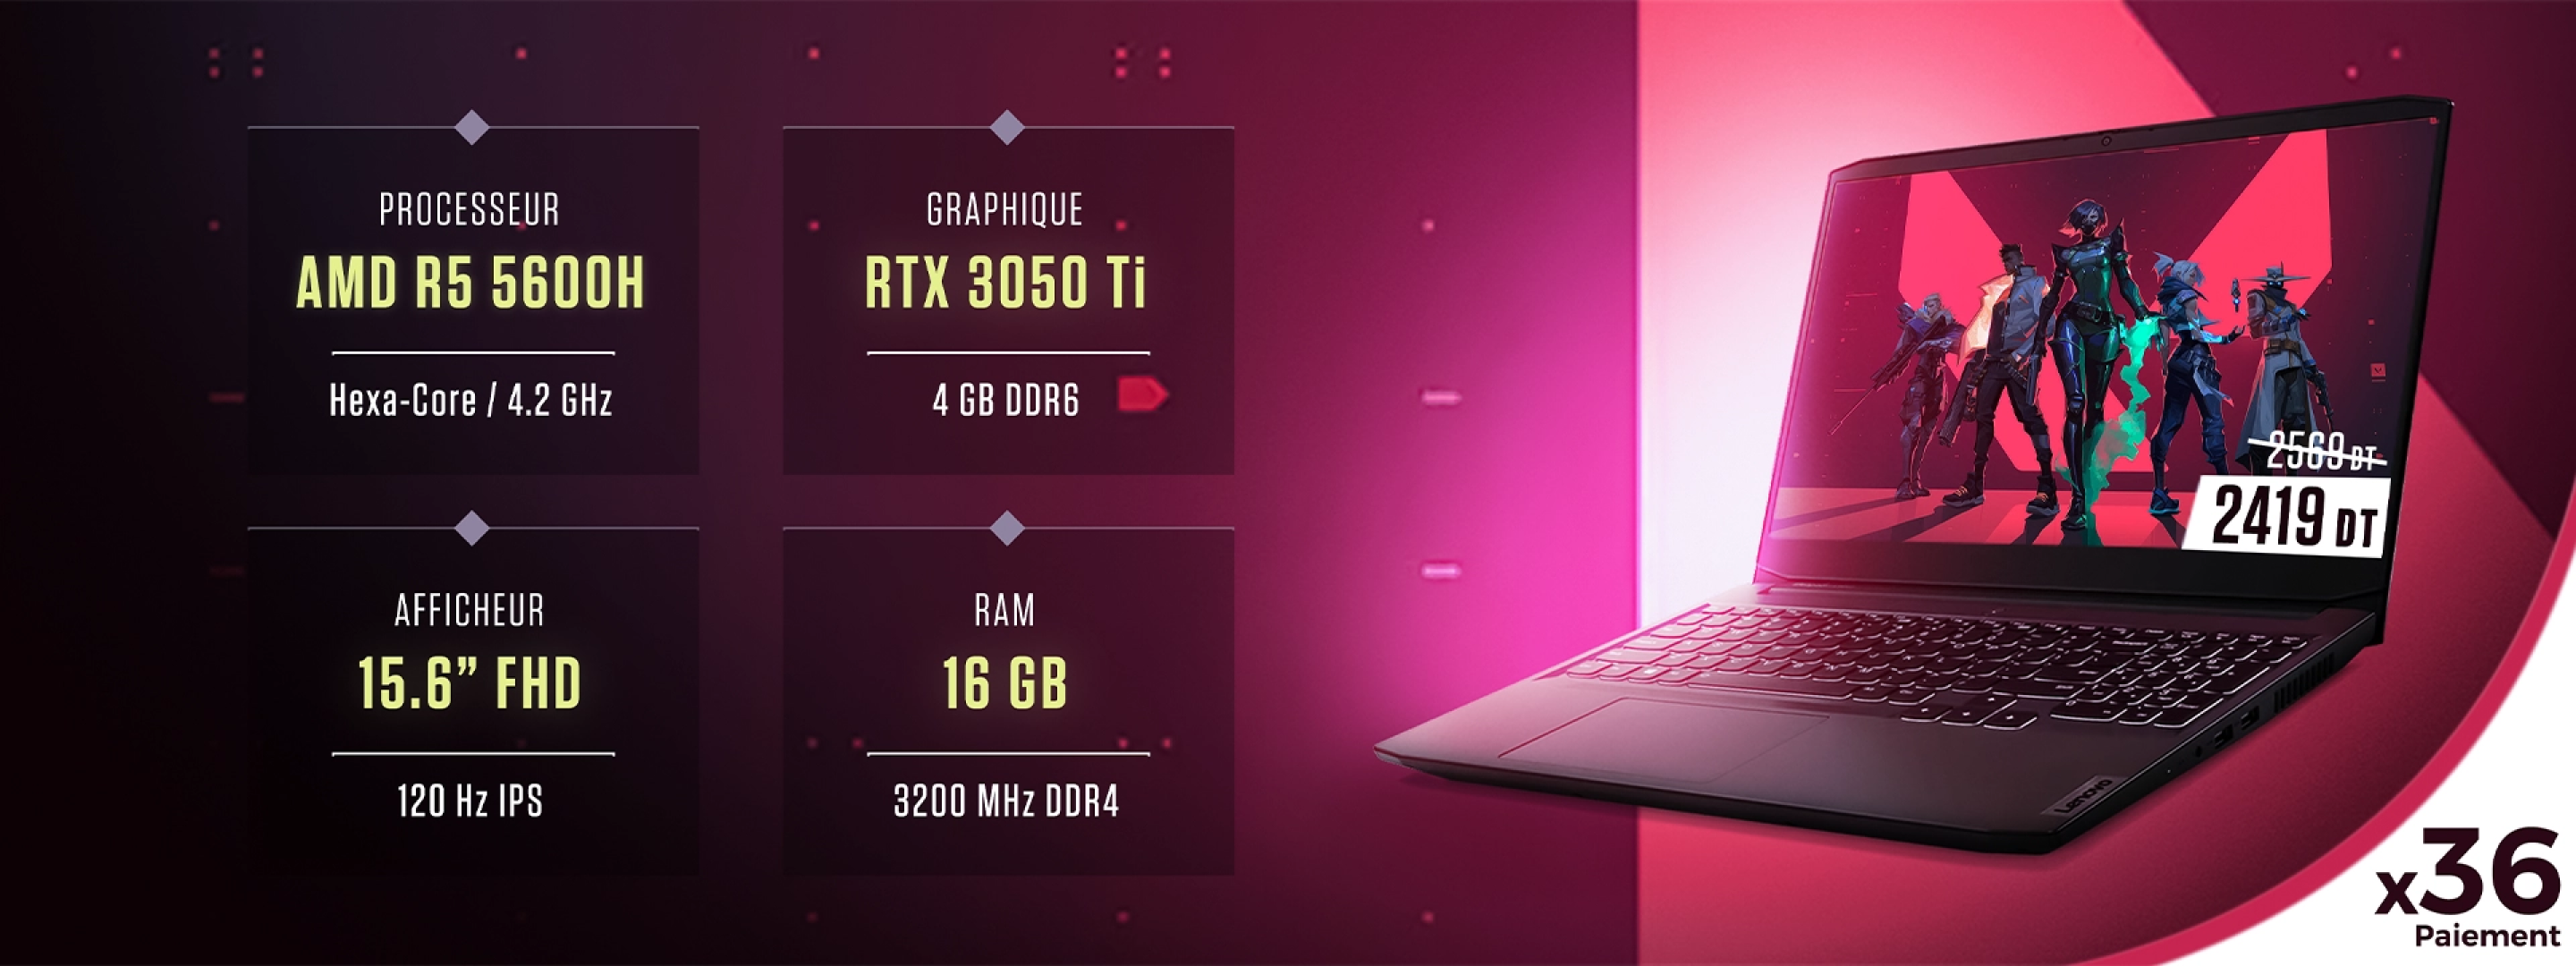 PROCESSEUR
AMD R5 5600H
Hexa-Core / 4.2 GHz
GRAPHIQUE
RTX 3050 Ti
4 GB DDR6
AFFICHEUR
15.6” FHD
120 Hz IPS
RAM
16 GB
3200 MHz DDR4
2569 DT
2419 DT
Lenovo
x36
Paiement